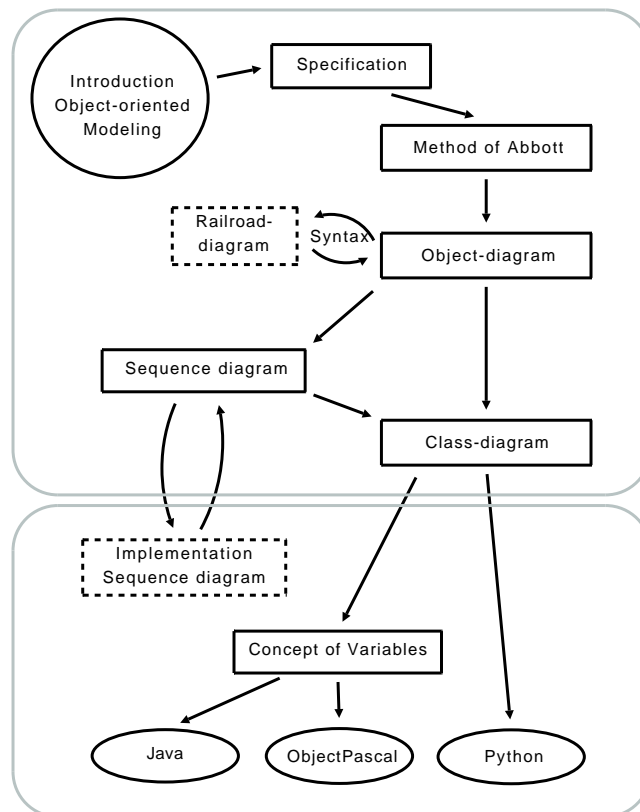 Introduction
Object-oriented
Modeling
Specification
Method of Abbott
Railroad-
diagram
Syntax
Object-diagram
Sequence diagram
Class-diagram
Implementation
Sequence diagram
Concept of Variables
Java
ObjectPascal
Python